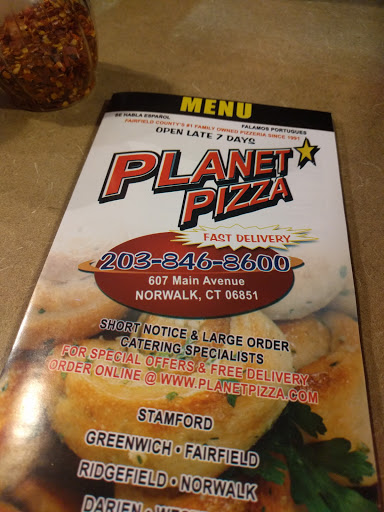 MENU
SE HABLA ESPAÑOL FALAMOS PORTUGUES
FAIRFIELD COUNTY'S #1 FAMILY OWNED PIZZERIA SINCE 1991
OPEN LATE 7 DAYS
PLANET
PIZZA
FAST DELIVERY
203-846-8600
607 Main Avenue
NORWALK, CT 06851
SHORT NOTICE & LARGE ORDER
CATERING SPECIALISTS
FOR SPECIAL OFFERS & FREE DELIVERY
ORDER ONLINE @ WWW.PLANETPIZZA.COM
STAMFORD
GREENWICH • FAIRFIELD
RIDGEFIELD • NORWALK
DARIEN •